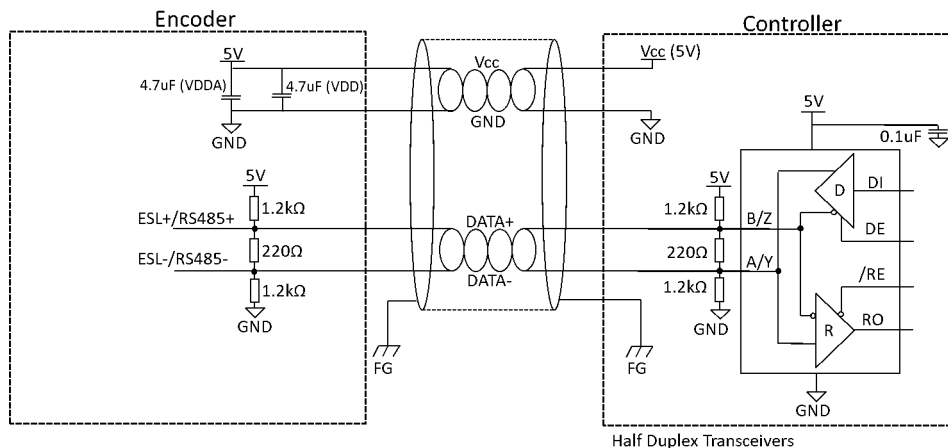 Encoder
Controller
5V
4.7uF (VDDA)
4.7uF (VDD)
GND
Vcc
GND
Vcc (5V)
GND
5V
0.1uF
5V
1.2kΩ
ESL+/RS485+
220Ω
ESL-/RS485-
1.2kΩ
GND
DATA+
DATA-
5V
1.2kΩ
220Ω
1.2kΩ
GND
B/Z
A/Y
D
DI
DE
/RE
R
RO
GND
FG
FG
Half Duplex Transceivers